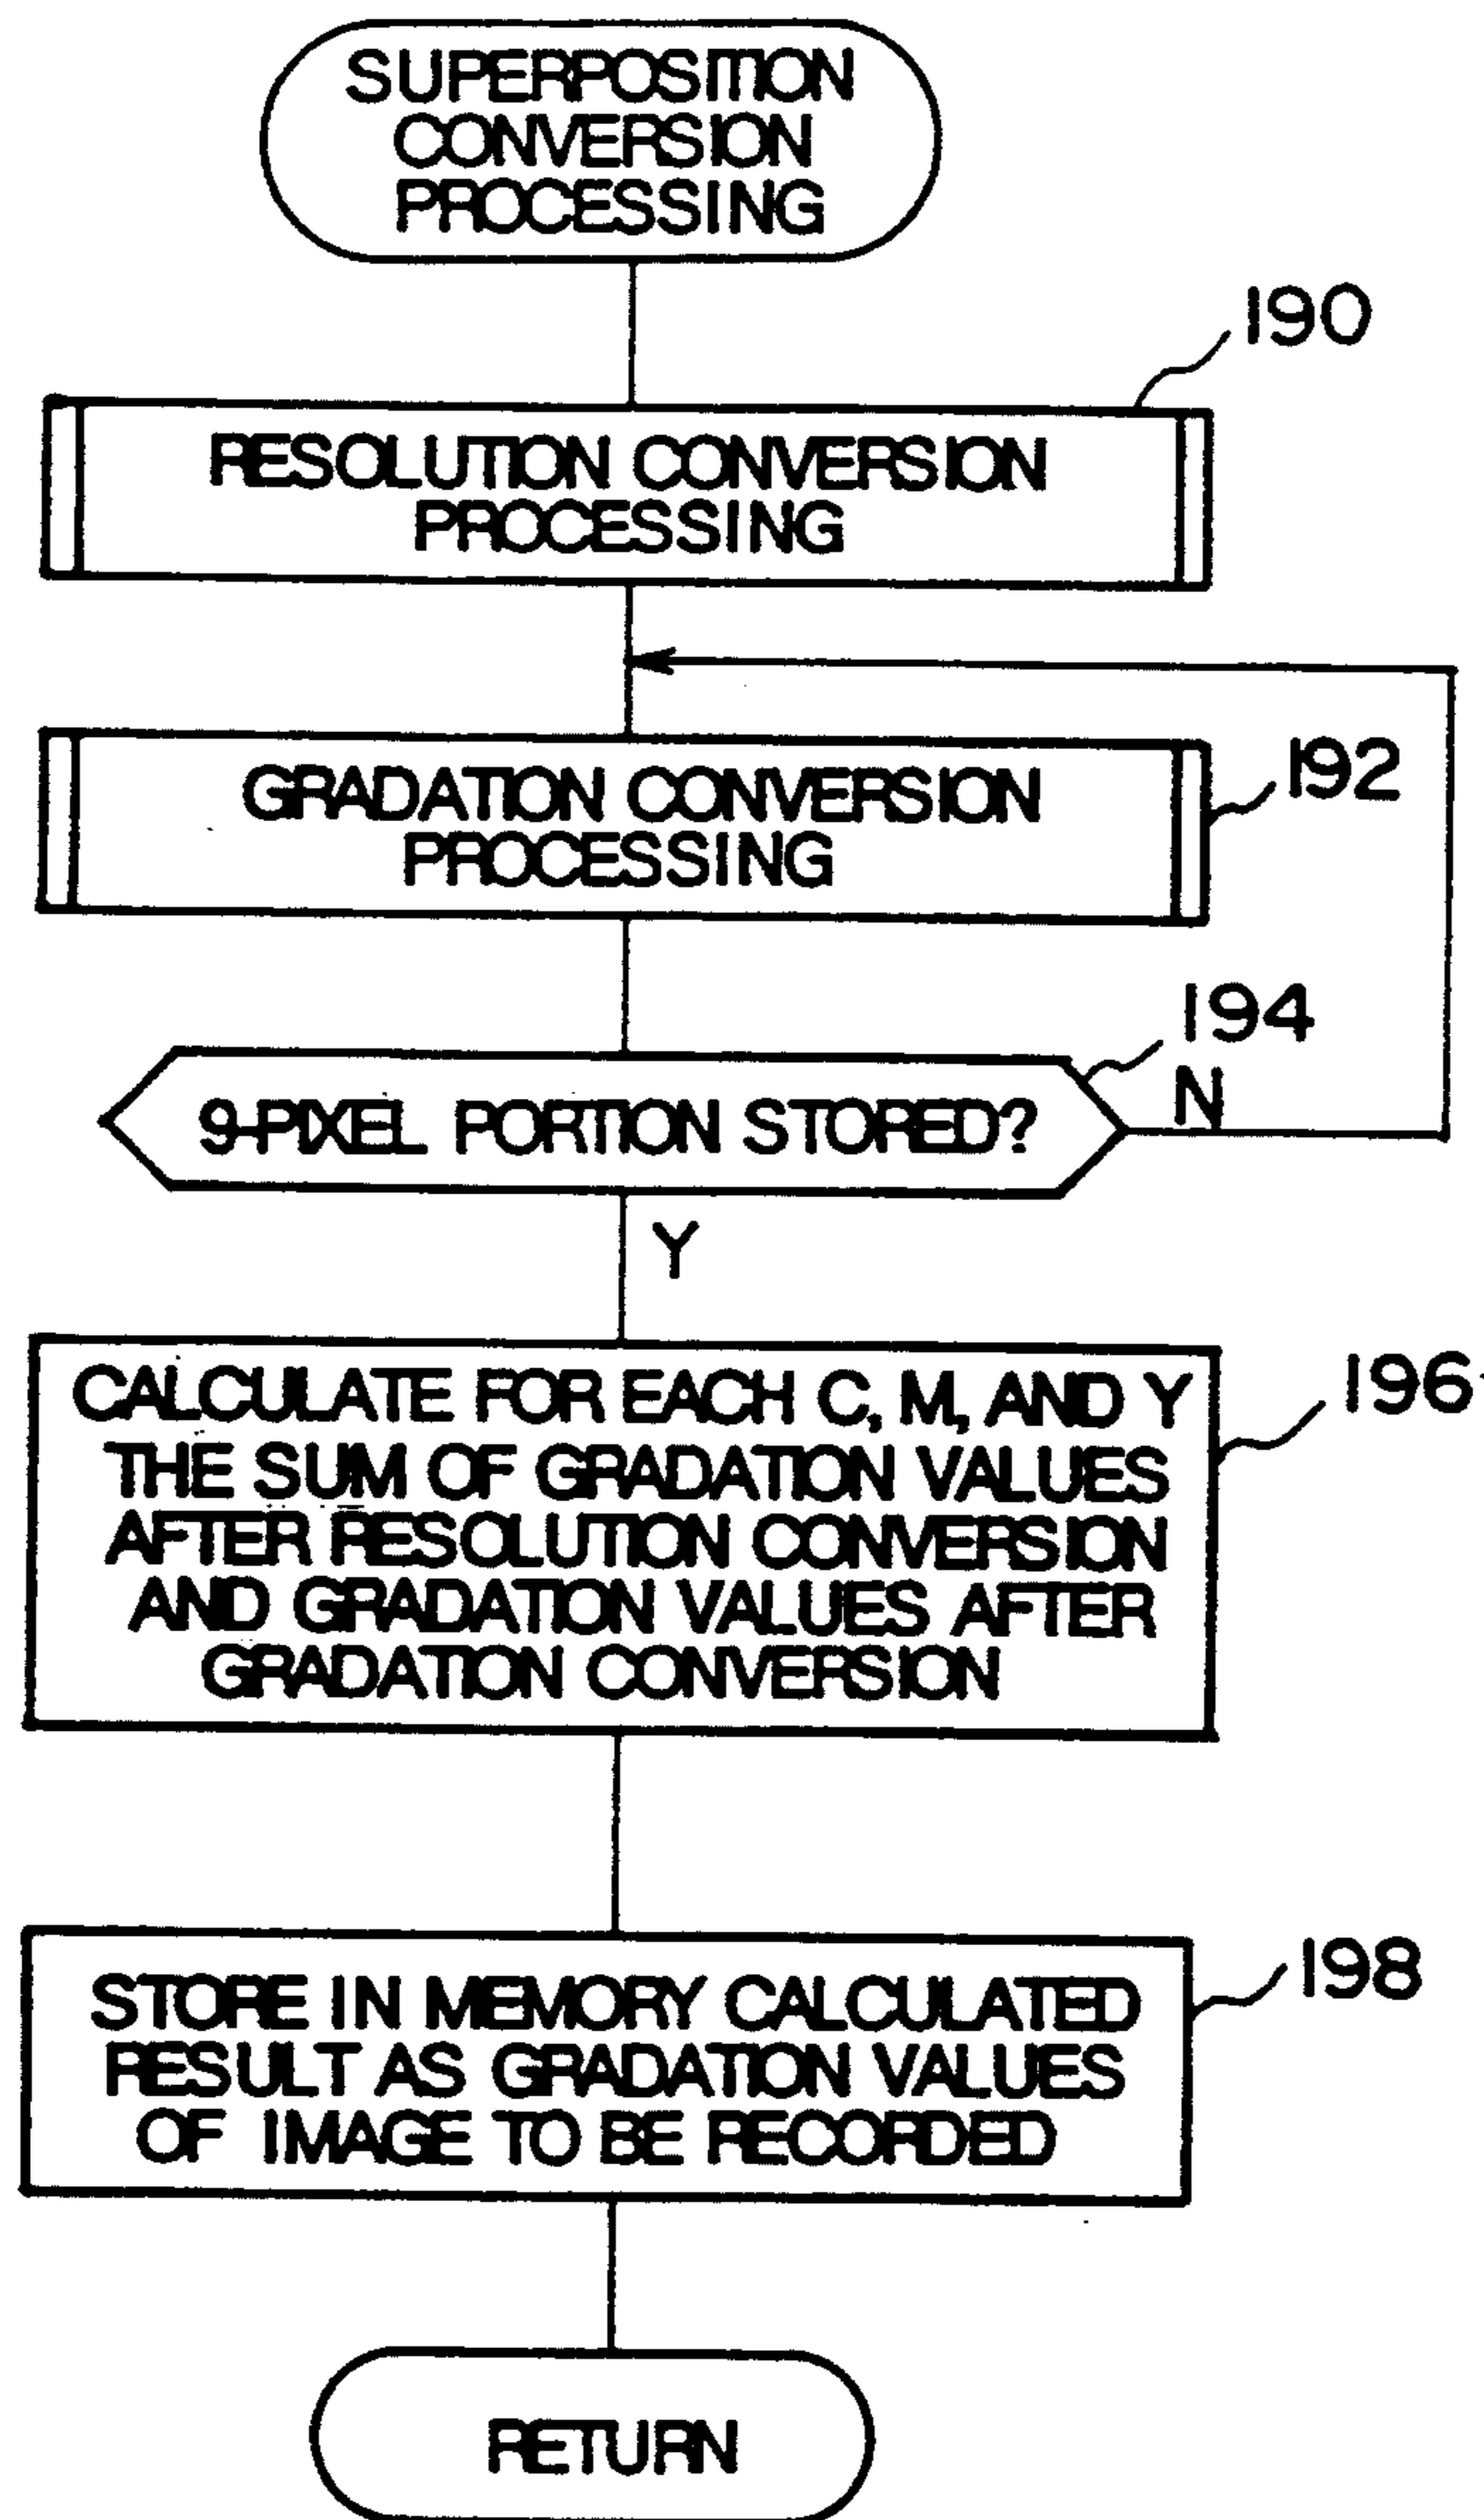 SUPERPOSITION
CONVERSION
PROCESSING
190
RESOLUTION CONVERSION
PROCESSING
GRADATION CONVERSION
PROCESSING
192
194
9-PIXEL PORTION STORED?
N
Y
CALCULATE FOR EACH C, M, AND Y
THE SUM OF GRADATION VALUES
AFTER RESOLUTION CONVERSION
AND GRADATION VALUES AFTER
GRADATION CONVERSION
196
STORE IN MEMORY CALCULATED
RESULT AS GRADATION VALUES
OF IMAGE TO BE RECORDED
198
RETURN